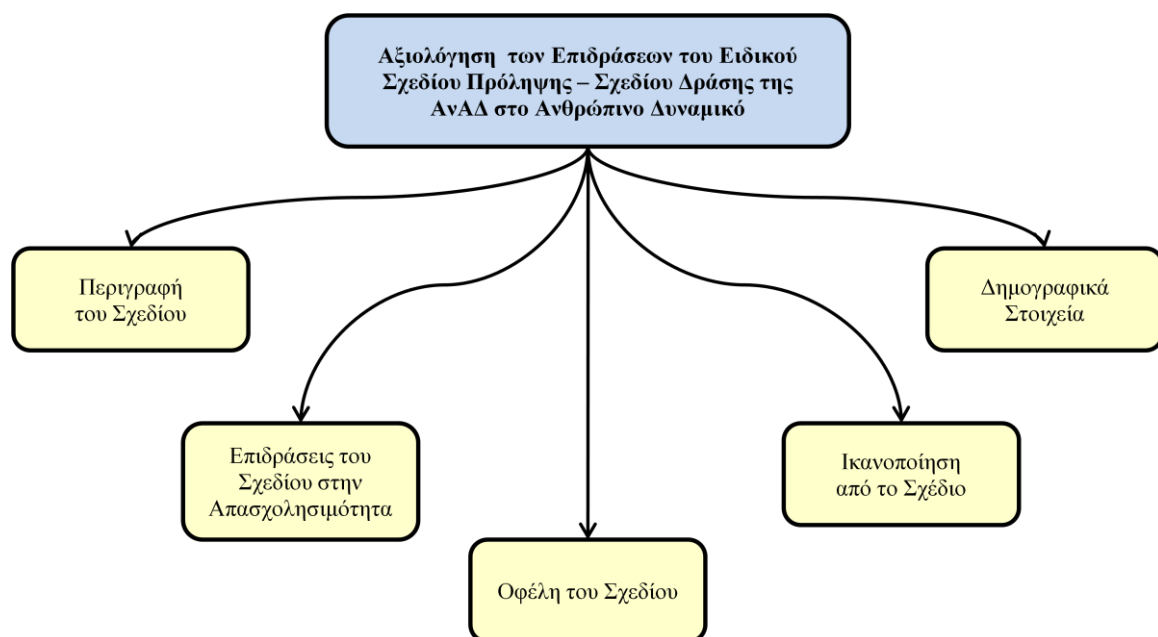 Αξιολόγηση των Επιδράσεων του Ειδικού
Σχεδίου Πρόληψης – Σχεδίου Δράσης της
ΑνΑΔ στο Ανθρώπινο Δυναμικό
Περιγραφή
του Σχεδίου
Δημογραφικά
Στοιχεία
Επιδράσεις του
Σχεδίου στην
Απασχολησιμότητα
Ικανοποίηση
από το Σχέδιο
Οφέλη του Σχεδίου